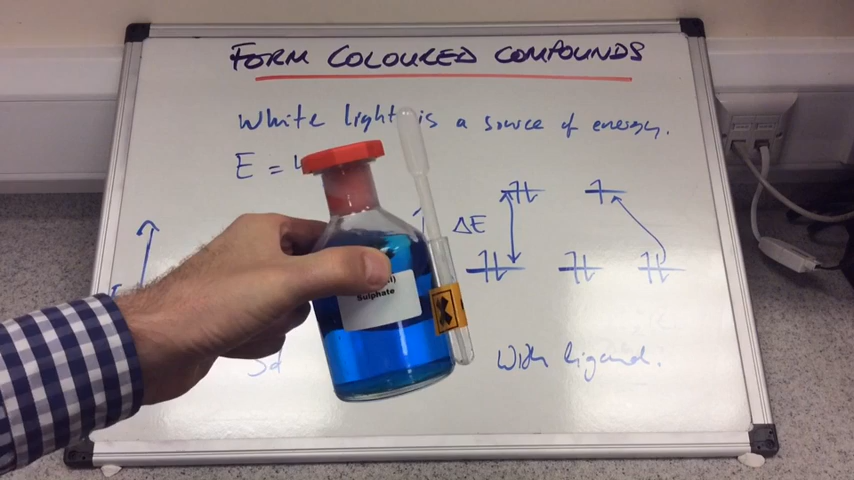 FORM COLOURED COMPOUNDS
White light is a source of energy.
E =
ΔE
Sulphate
3d
With ligand.